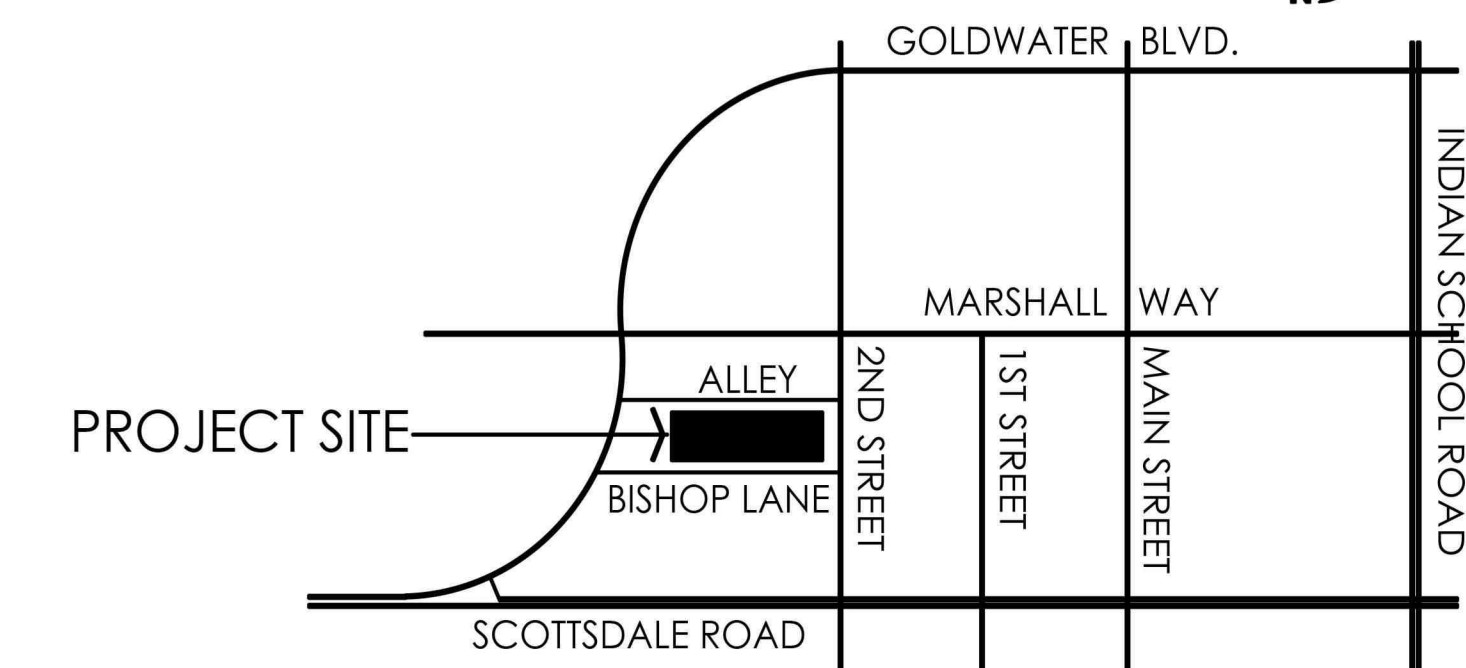 GOLDWATER BLVD.
INDIAN SCHOOL ROAD
MARSHALL WAY
2ND STREET
1ST STREET
MAIN STREET
ALLEY
PROJECT SITE
BISHOP LANE
SCOTTSDALE ROAD